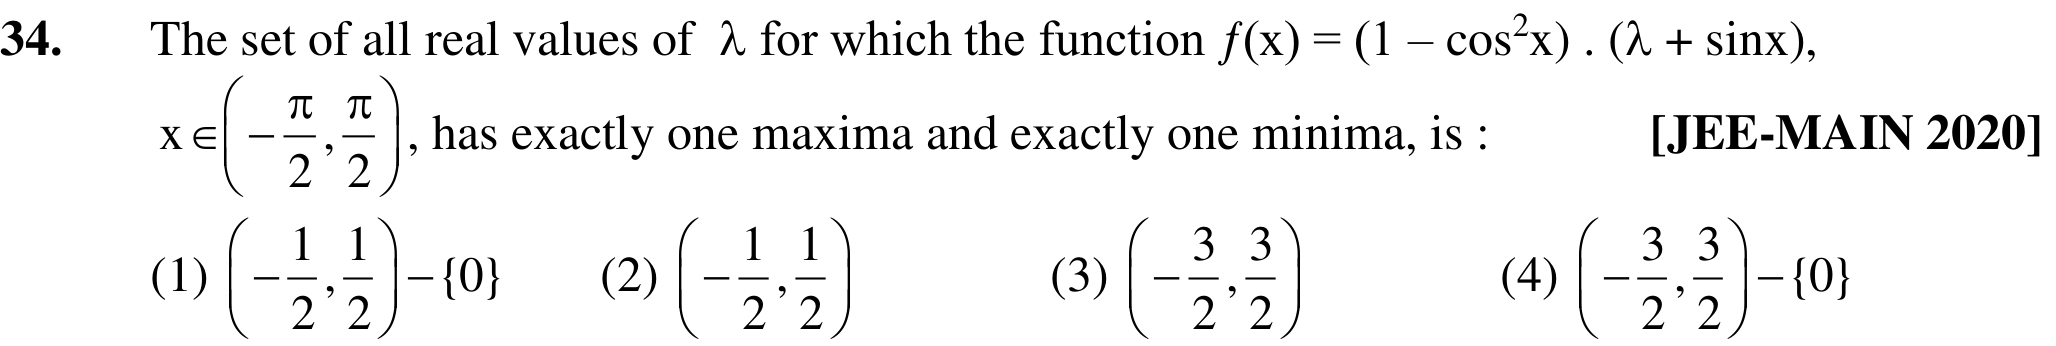 34. The set of all real values of λ for which the function f(x) = (1 – cos²x) . (λ + sinx),
x ∈ (−π/2, π/2), has exactly one maxima and exactly one minima, is : [JEE-MAIN 2020]
(1) (−1/2, 1/2) − {0} (2) (−1/2, 1/2) (3) (−3/2, 3/2) (4) (−3/2, 3/2) − {0}